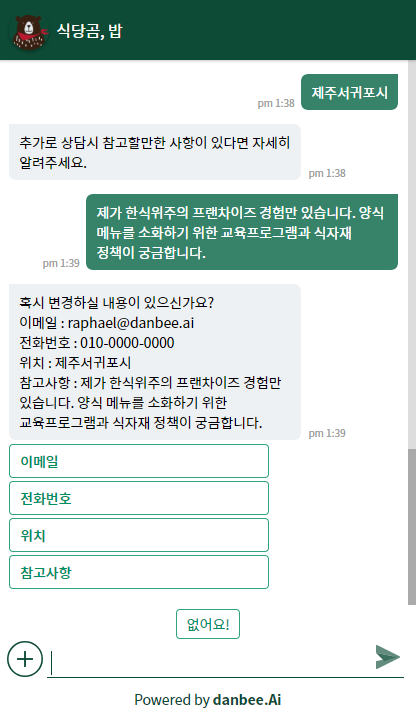 식당곰, 밥
제주서귀포시
pm 1:38
추가로 상담시 참고할만한 사항이 있다면 자세히
알려주세요.
pm 1:38
제가 한식위주의 프랜차이즈 경험만 있습니다. 양식
메뉴를 소화하기 위한 교육프로그램과 식자재
정책이 궁금합니다.
pm 1:39
혹시 변경하실 내용이 있으신가요?
이메일 : raphael@danbee.ai
전화번호 : 010-0000-0000
위치 : 제주서귀포시
참고사항 : 제가 한식위주의 프랜차이즈 경험만
있습니다. 양식 메뉴를 소화하기 위한
교육프로그램과 식자재 정책이 궁금합니다.
pm 1:39
이메일
전화번호
위치
참고사항
없어요!
Powered by danbee.Ai